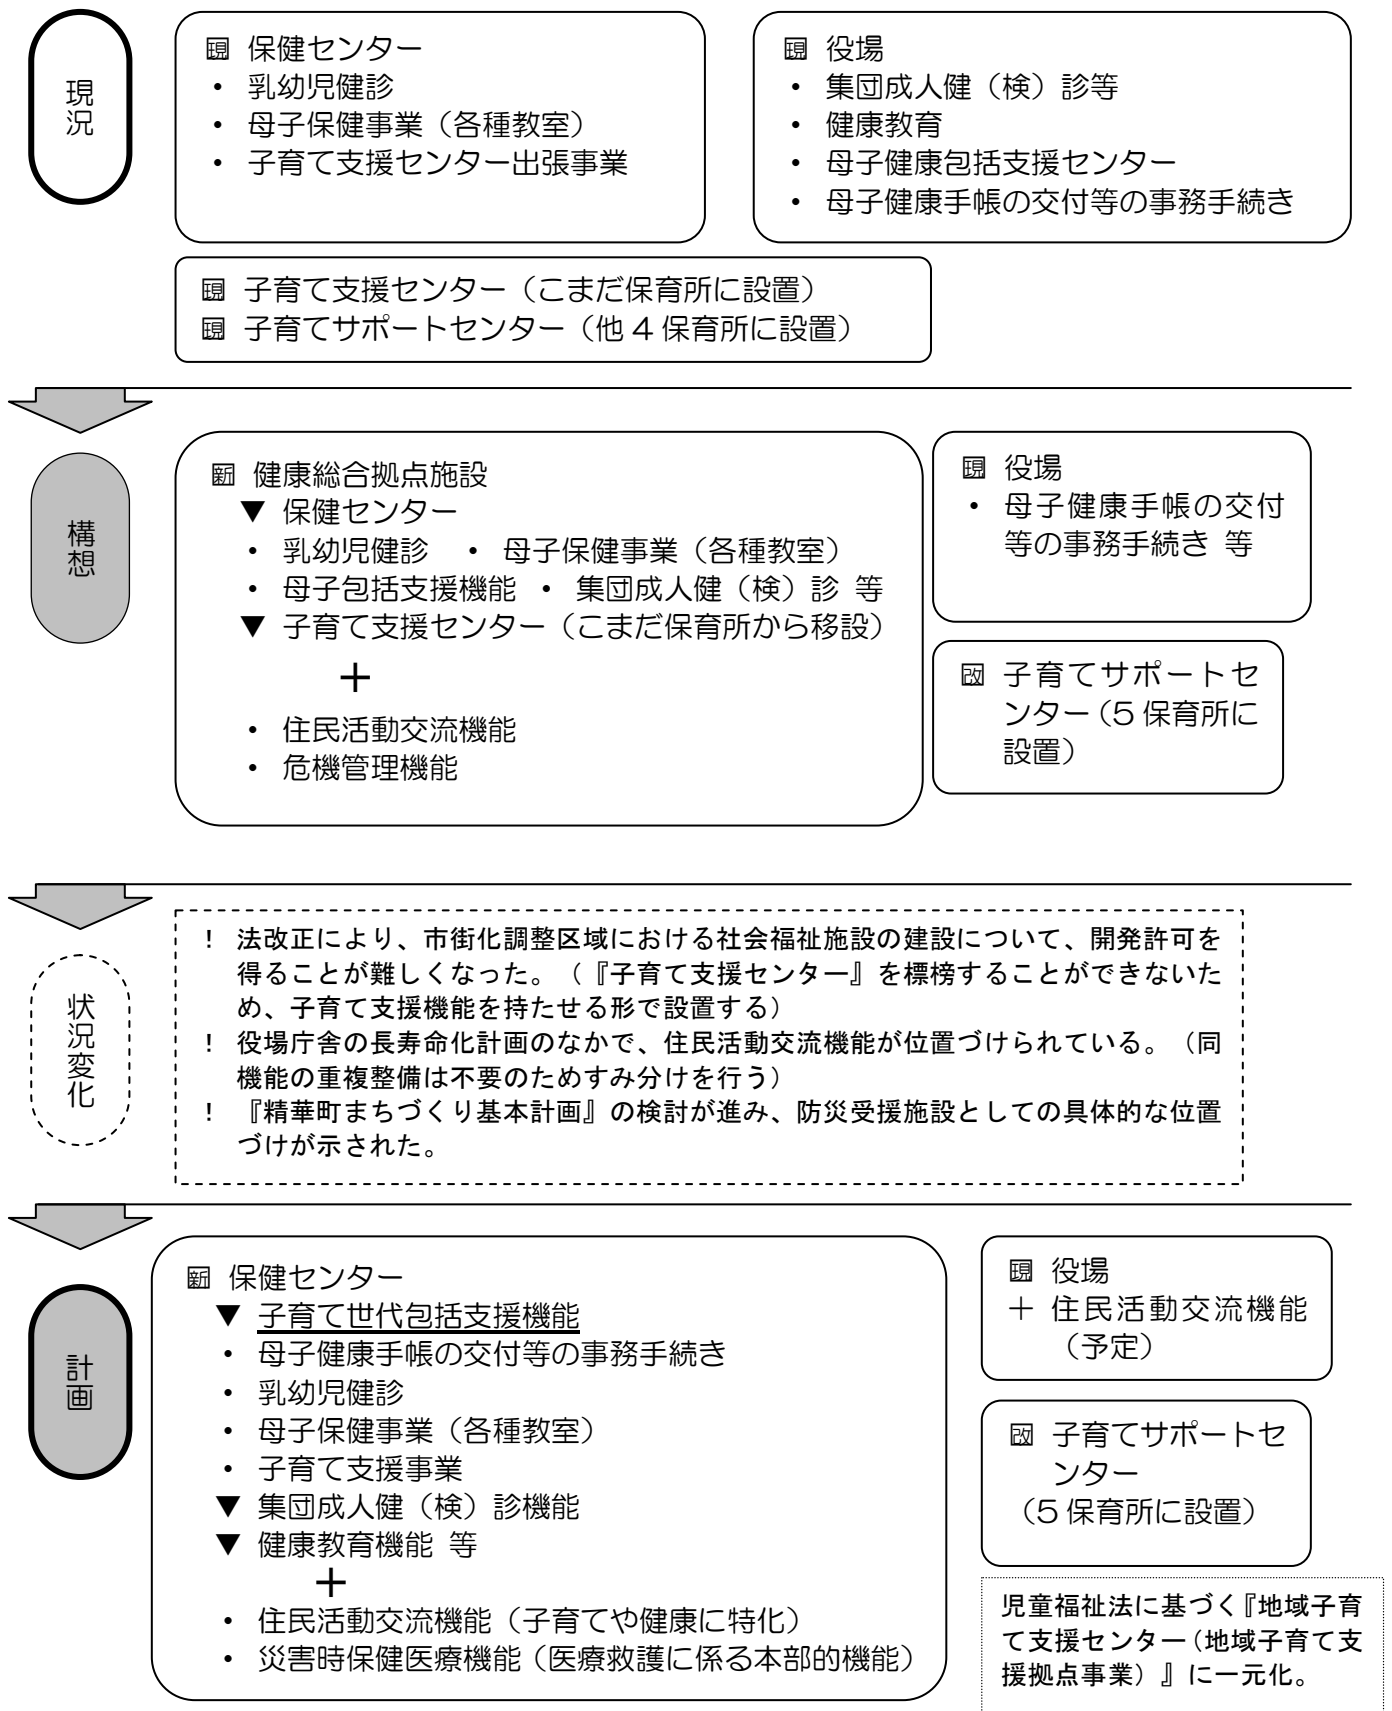 現況
現 保健センター
・ 乳幼児健診
・ 母子保健事業（各種教室）
・ 子育て支援センター出張事業
現 役場
・ 集団成人健（検）診等
・ 健康教育
・ 母子健康包括支援センター
・ 母子健康手帳の交付等の事務手続き
現 子育て支援センター（こまだ保育所に設置）
現 子育てサポートセンター（他４保育所に設置）
構想
新 健康総合拠点施設
▼ 保健センター
・ 乳幼児健診 ・ 母子保健事業（各種教室）
・ 母子包括支援機能 ・ 集団成人健（検）診 等
▼ 子育て支援センター（こまだ保育所から移設）
＋
・ 住民活動交流機能
・ 危機管理機能
現 役場
・ 母子健康手帳の交付
等の事務手続き 等
改 子育てサポートセ
ンター（5 保育所に
設置）
状況変化
! 法改正により、市街化調整区域における社会福祉施設の建設について、開発許可を
得ることが難しくなった。（『子育て支援センター』を標榜することができないた
め、子育て支援機能を持たせる形で設置する）
! 役場庁舎の長寿命化計画のなかで、住民活動交流機能が位置づけられている。（同
機能の重複整備は不要のためすみ分けを行う）
! 『精華町まちづくり基本計画』の検討が進み、防災受援施設としての具体的な位置
づけが示された。
計画
新 保健センター
▼ 子育て世代包括支援機能
・ 母子健康手帳の交付等の事務手続き
・ 乳幼児健診
・ 母子保健事業（各種教室）
・ 子育て支援事業
▼ 集団成人健（検）診機能
▼ 健康教育機能 等
＋
・ 住民活動交流機能（子育てや健康に特化）
・ 災害時保健医療機能（医療救護に係る本部的機能）
現 役場
＋ 住民活動交流機能
（予定）
改 子育てサポートセ
ンター
（5 保育所に設置）
児童福祉法に基づく『地域子育
て支援センター（地域子育て支
援拠点事業）』に一元化。